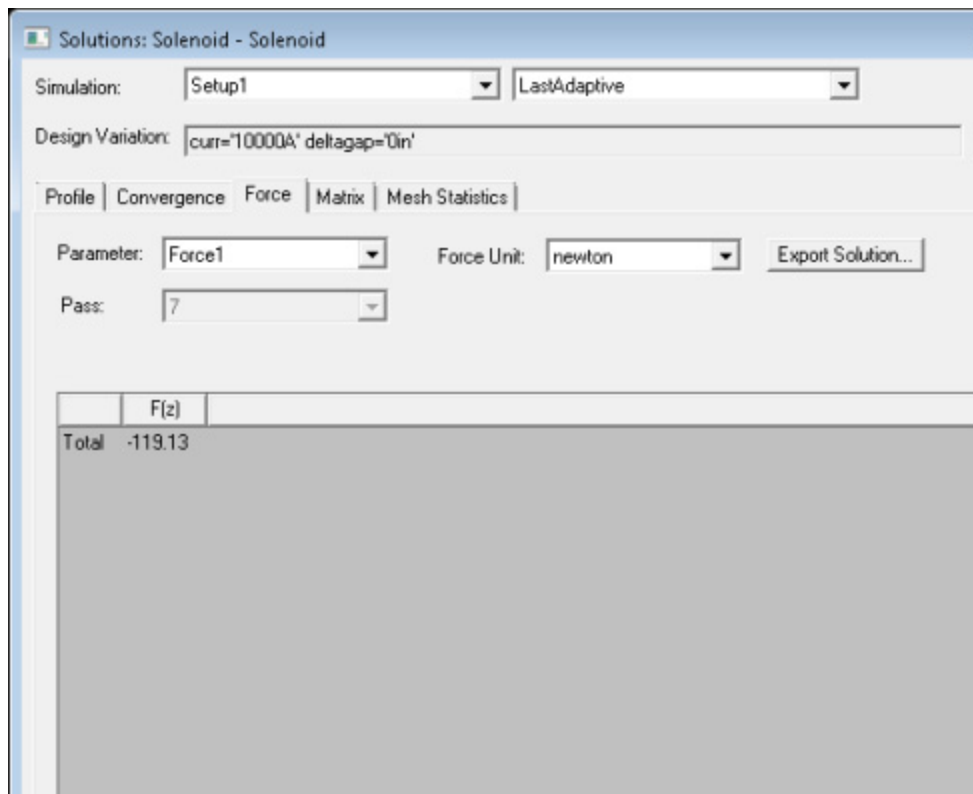 Solutions: Solenoid - Solenoid
Simulation: Setup1 LastAdaptive
Design Variation: curr='10000A' deltagap='0in'
Profile Convergence Force Matrix Mesh Statistics
Parameter: Force1 Force Unit: newton Export Solution...
Pass: 7
F(z)
Total -119.13